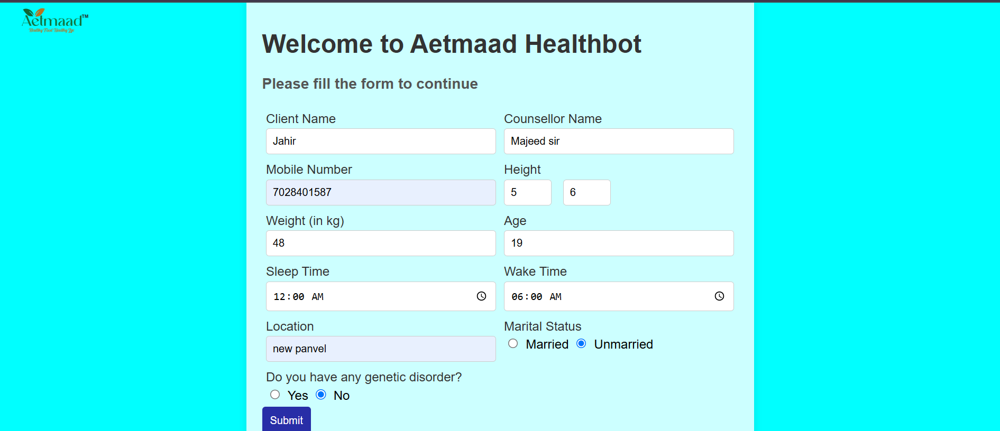 Aetmaad™
Healthy Food Healthy Life
Welcome to Aetmaad Healthbot
Please fill the form to continue
Client Name Counsellor Name
Jahir Majeed sir
Mobile Number Height
7028401587 5 6
Weight (in kg) Age
48 19
Sleep Time Wake Time
12:00 AM 06:00 AM
Location Marital Status
new panvel Married Unmarried
Do you have any genetic disorder?
Yes No
Submit